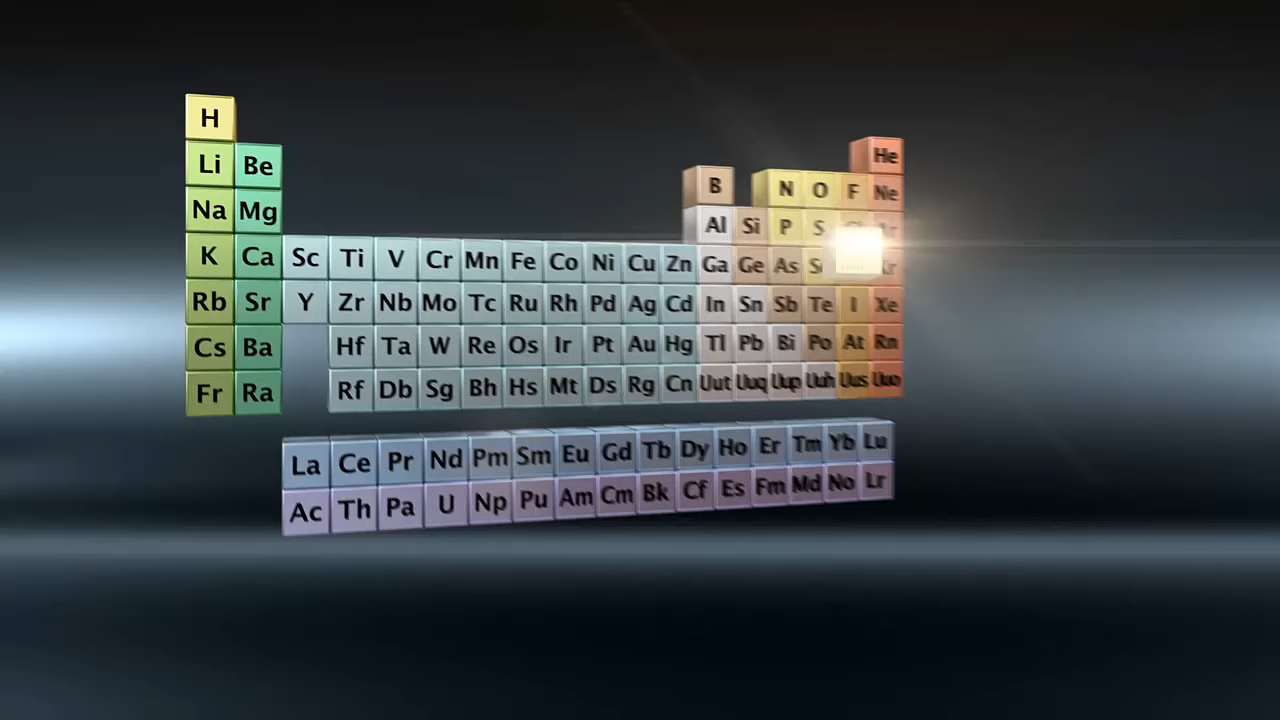 H He
Li Be B N O F Ne
Na Mg Al Si P S
K Ca Sc Ti V Cr Mn Fe Co Ni Cu Zn Ga Ge As
Rb Sr Y Zr Nb Mo Tc Ru Rh Pd Ag Cd In Sn Sb Te I Xe
Cs Ba Hf Ta W Re Os Ir Pt Au Hg Tl Pb Bi Po At Rn
Fr Ra Rf Db Sg Bh Hs Mt Ds Rg Cn Uut Uuq Uup Uuh Uus Uuo
La Ce Pr Nd Pm Sm Eu Gd Tb Dy Ho Er Tm Yb Lu
Ac Th Pa U Np Pu Am Cm Bk Cf Es Fm Md No Lr